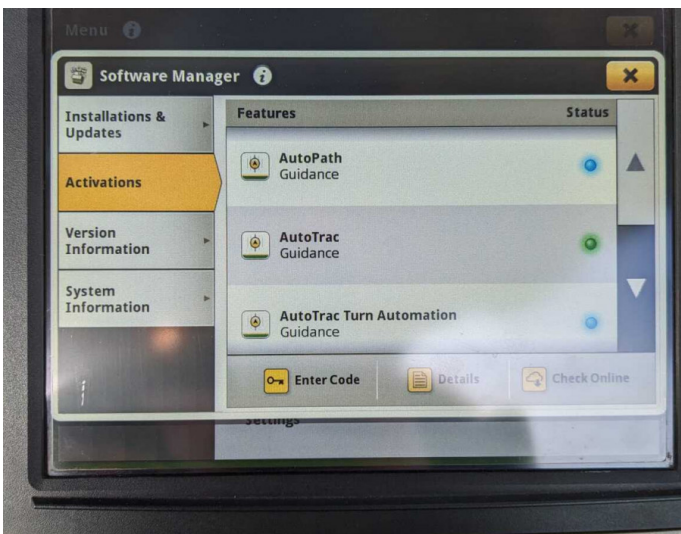 Menu
Software Manager
Installations &
Updates
Activations
Version
Information
System
Information
Features Status
AutoPath
Guidance
AutoTrac
Guidance
AutoTrac Turn Automation
Guidance
Enter Code
Details
Check Online
Settings